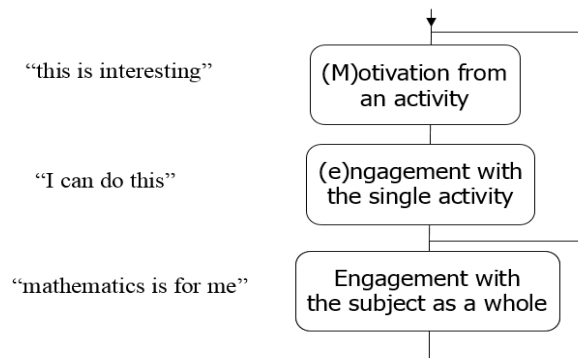 “this is interesting”
(M)otivation from
an activity
“I can do this”
(e)ngagement with
the single activity
“mathematics is for me”
Engagement with
the subject as a whole